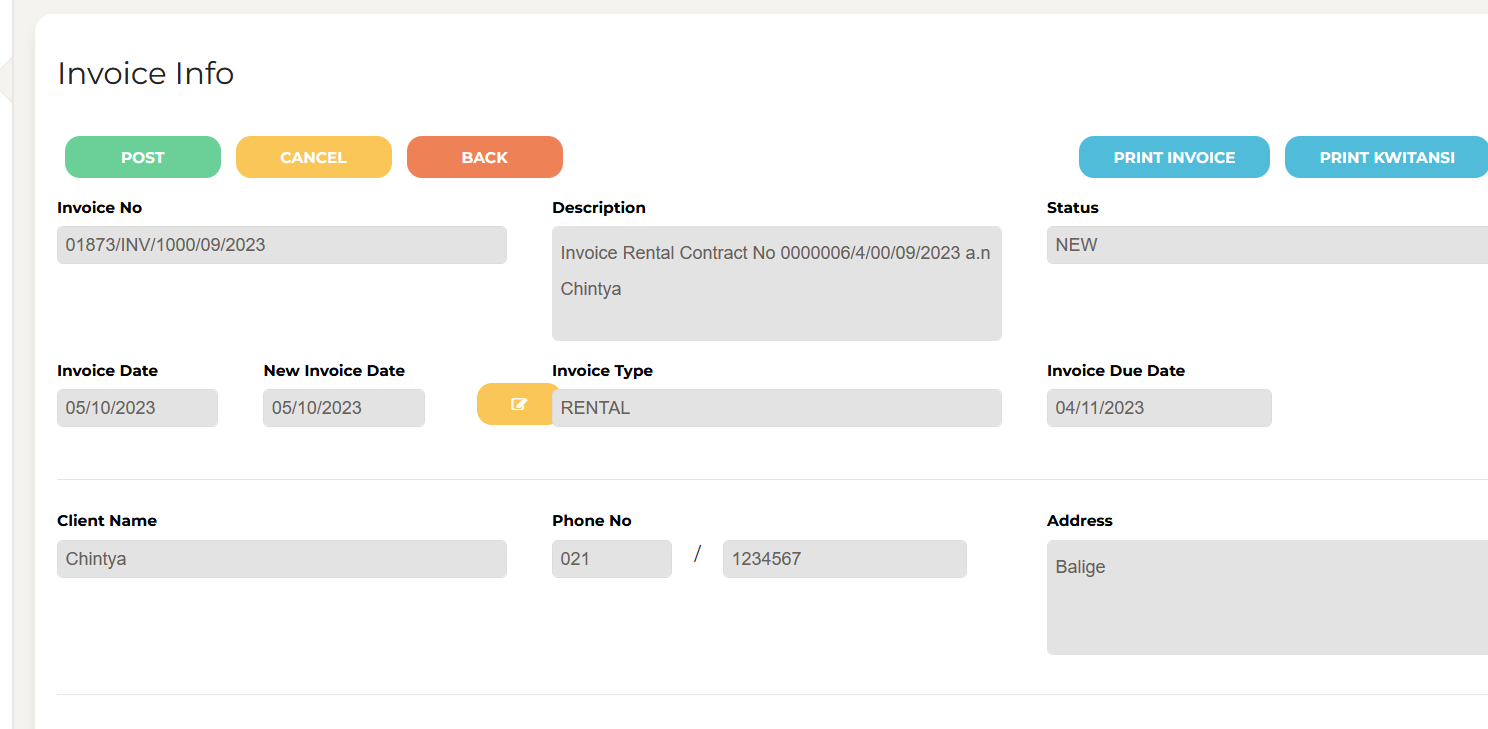 Invoice Info
POST CANCEL BACK PRINT INVOICE PRINT KWITANSI
Invoice No Description Status
01873/INV/1000/09/2023 Invoice Rental Contract No 0000006/4/00/09/2023 a.n NEW
Chintya
Invoice Date New Invoice Date Invoice Type Invoice Due Date
05/10/2023 05/10/2023 RENTAL 04/11/2023
Client Name Phone No Address
Chintya 021 / 1234567 Balige